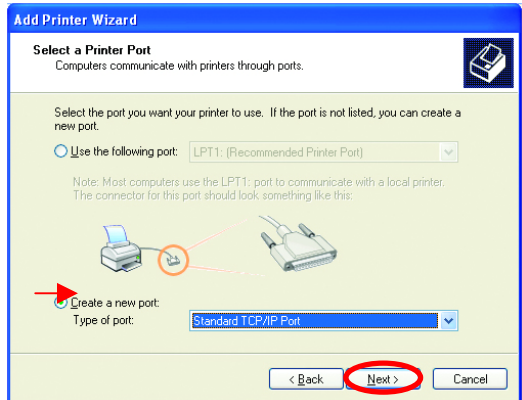 Add Printer Wizard
Select a Printer Port
Computers communicate with printers through ports.
Select the port you want your printer to use. If the port is not listed, you can create a
new port.
Use the following port: LPT1: (Recommended Printer Port)
Note: Most computers use the LPT1: port to communicate with a local printer.
The connector for this port should look something like this:
Create a new port:
Type of port: Standard TCP/IP Port
< Back Next > Cancel